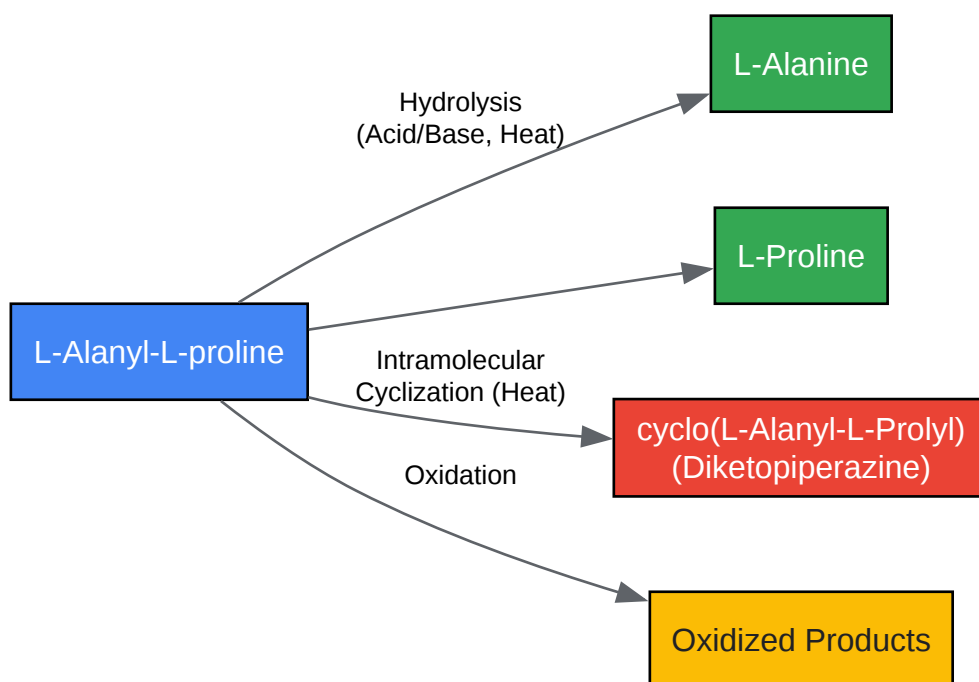 L-Alanine
Hydrolysis
(Acid/Base, Heat)
L-Proline
L-Alanyl-L-proline
Intramolecular
Cyclization (Heat)
cyclo(L-Alanyl-L-Prolyl)
(Diketopiperazine)
Oxidation
Oxidized Products